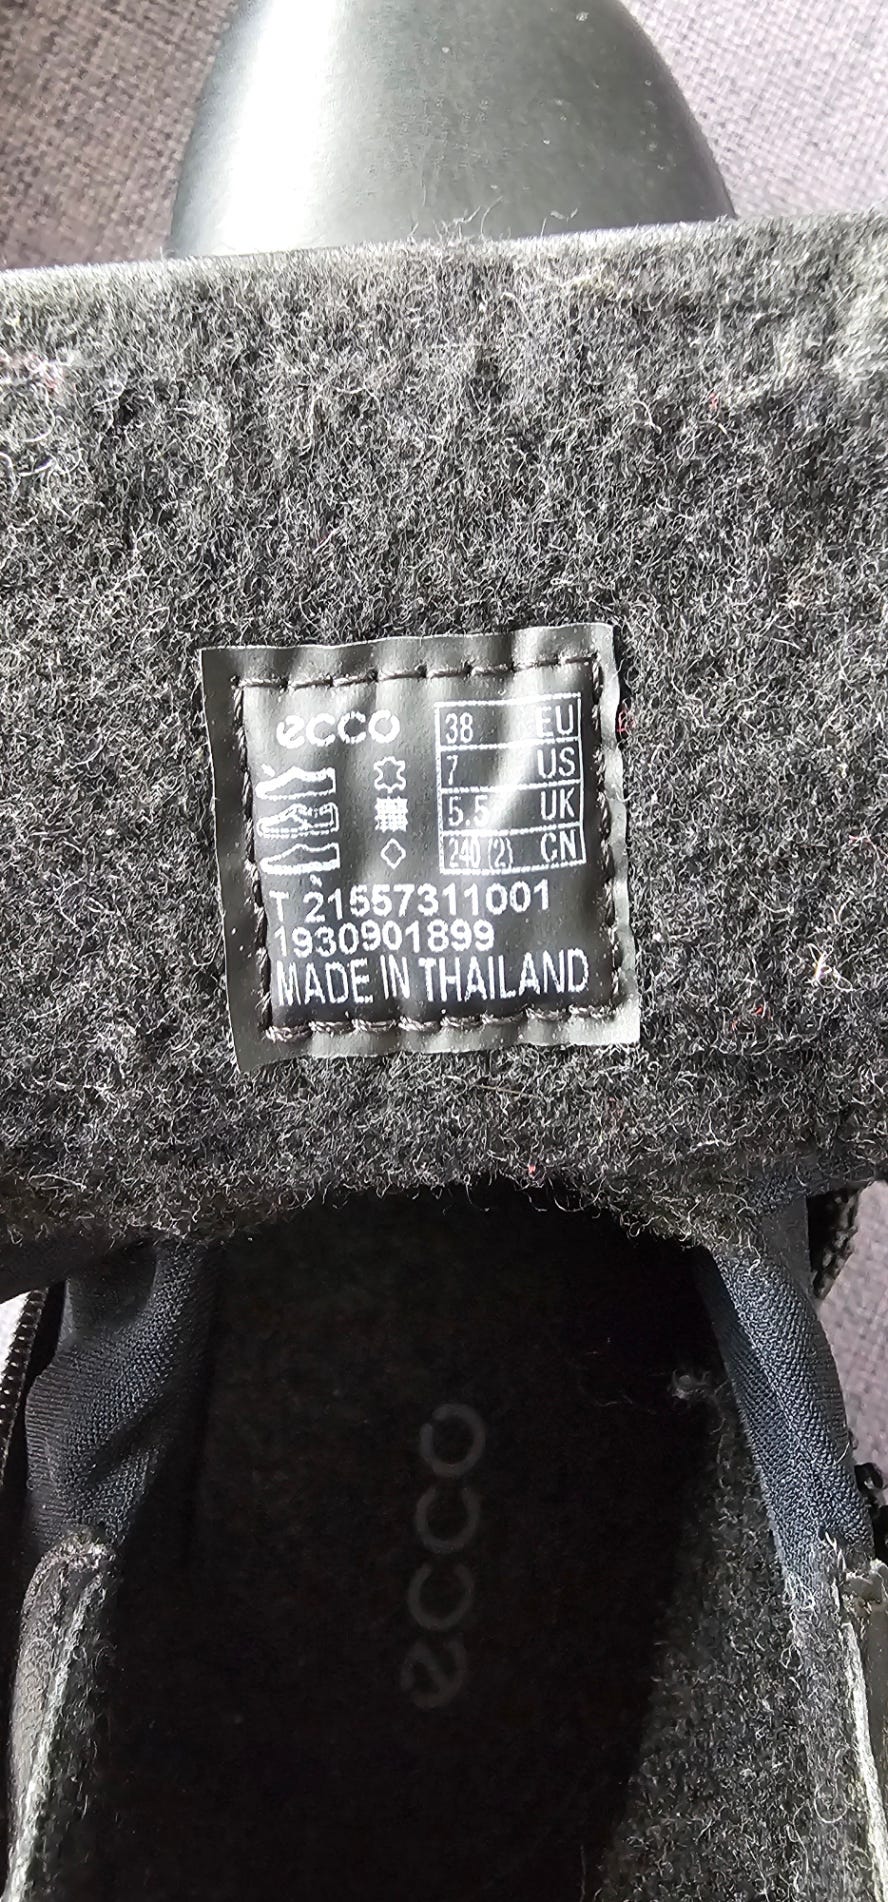 ecco
38 EU
7 US
5.5 UK
240 (2) CN
T 21557311001
1930901899
MADE IN THAILAND
ecco